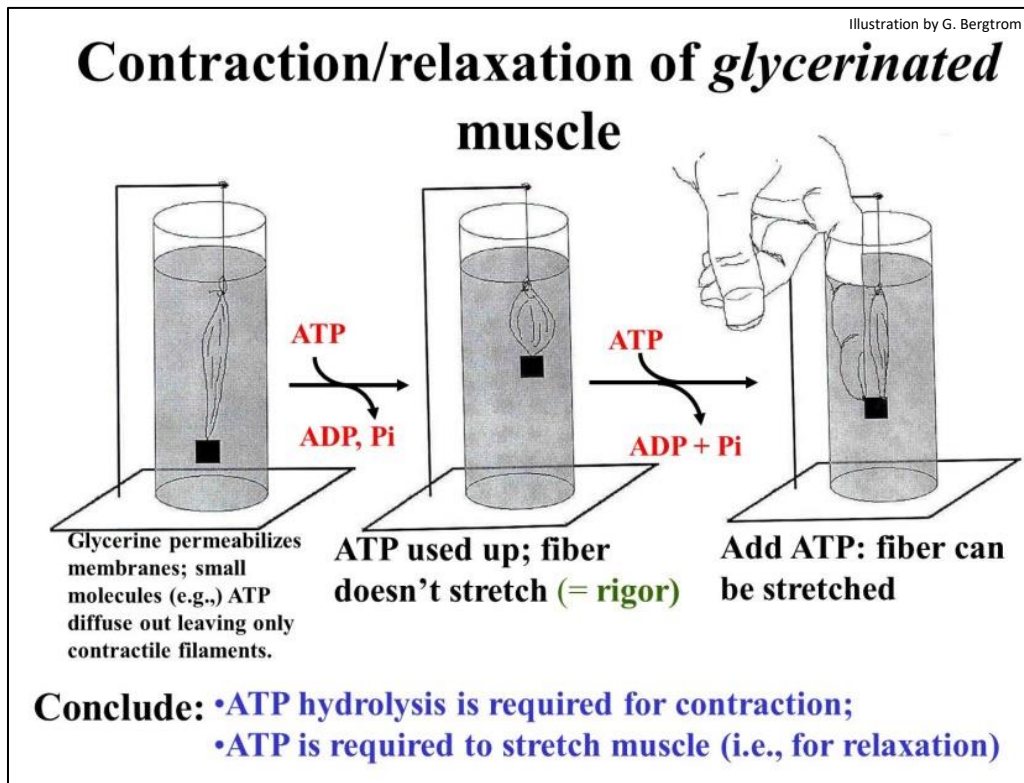 Illustration by G. Bergtrom
Contraction/relaxation of glycerinated
muscle
ATP
ADP, Pi
ATP
ADP + Pi
Glycerine permeabilizes
membranes; small
molecules (e.g.,) ATP
diffuse out leaving only
contractile filaments.
ATP used up; fiber
doesn’t stretch (= rigor)
Add ATP: fiber can
be stretched
Conclude: •ATP hydrolysis is required for contraction;
•ATP is required to stretch muscle (i.e., for relaxation)